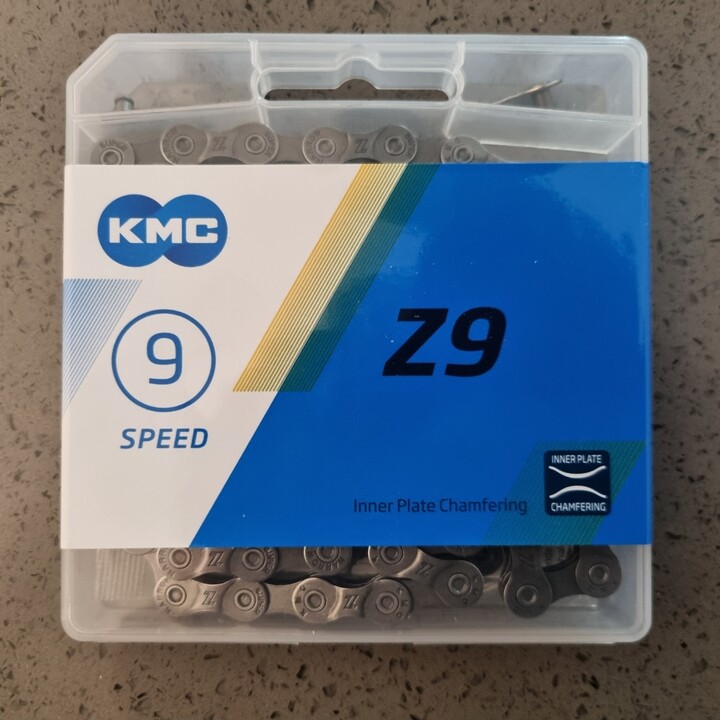 KMC
9
SPEED
Z9
Inner Plate Chamfering
INNER PLATE
CHAMFERING